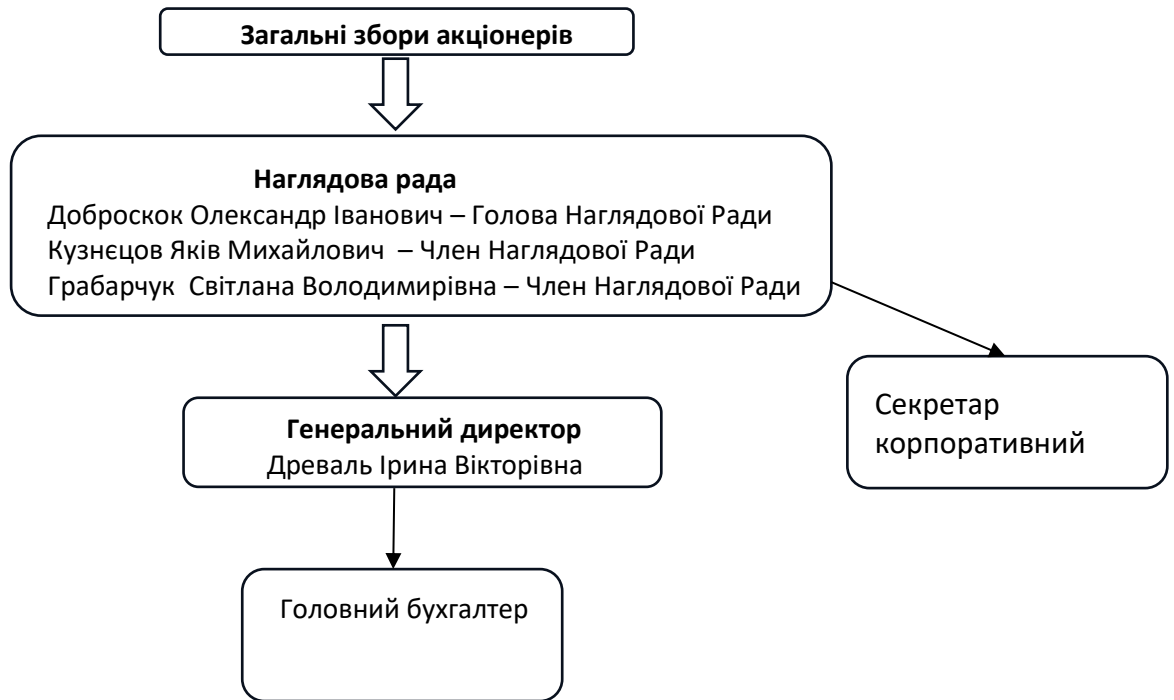 Загальні збори акціонерів
Наглядова рада
Доброскок Олександр Іванович – Голова Наглядової Ради
Кузнєцов Яків Михайлович – Член Наглядової Ради
Грабарчук Світлана Володимирівна – Член Наглядової Ради
Генеральний директор
Древаль Ірина Вікторівна
Секретар
корпоративний
Головний бухгалтер